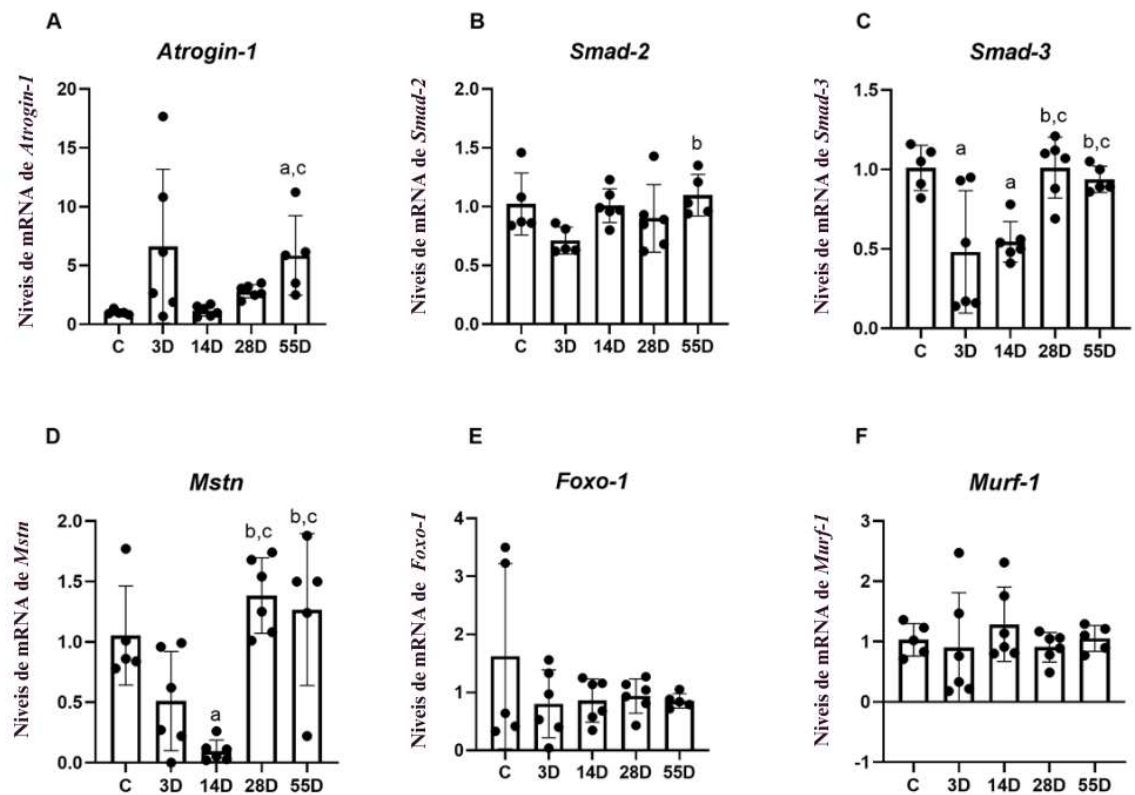 A
Atrogin-1
Niveis de mRNA de Atrogin-1
20
15
10
5
0
a,c
C 3D 14D 28D 55D
B
Smad-2
Niveis de mRNA de Smad-2
2.0
1.5
1.0
0.5
0.0
b
C 3D 14D 28D 55D
C
Smad-3
Niveis de mRNA de Smad-3
1.5
1.0
0.5
0.0
a
a
b,c
b,c
C 3D 14D 28D 55D
D
Mstn
Niveis de mRNA de Mstn
2.0
1.5
1.0
0.5
0.0
a
b,c
b,c
C 3D 14D 28D 55D
E
Foxo-1
Niveis de mRNA de Foxo-1
4
3
2
1
0
C 3D 14D 28D 55D
F
Murf-1
Niveis de mRNA de Murf-1
3
2
1
0
-1
C 3D 14D 28D 55D